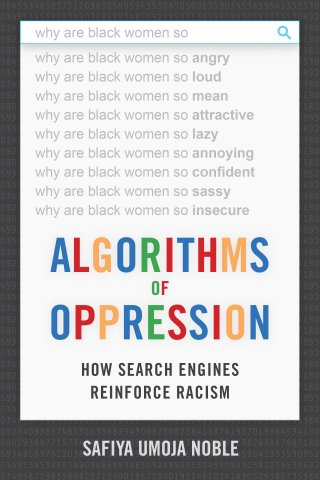 why are black women so
why are black women so angry
why are black women so loud
why are black women so mean
why are black women so attractive
why are black women so lazy
why are black women so annoying
why are black women so confident
why are black women so sassy
why are black women so insecure
ALGORITHMS
OF
OPPRESSION
HOW SEARCH ENGINES
REINFORCE RACISM
SAFIYA UMOJA NOBLE